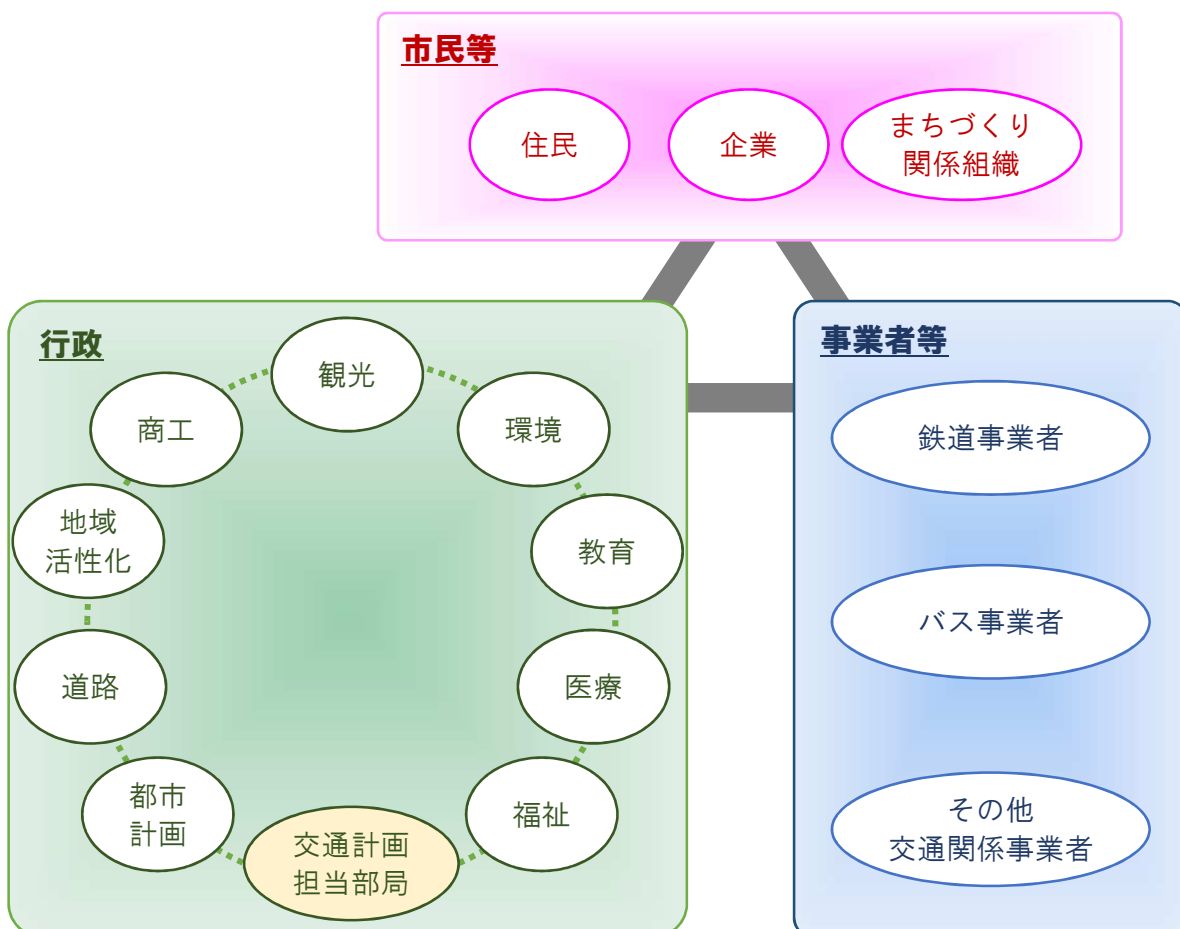 市民等
住民
企業
まちづくり
関係組織
行政
観光
商工
環境
地域
活性化
教育
道路
医療
都市
計画
福祉
交通計画
担当部局
事業者等
鉄道事業者
バス事業者
その他
交通関係事業者